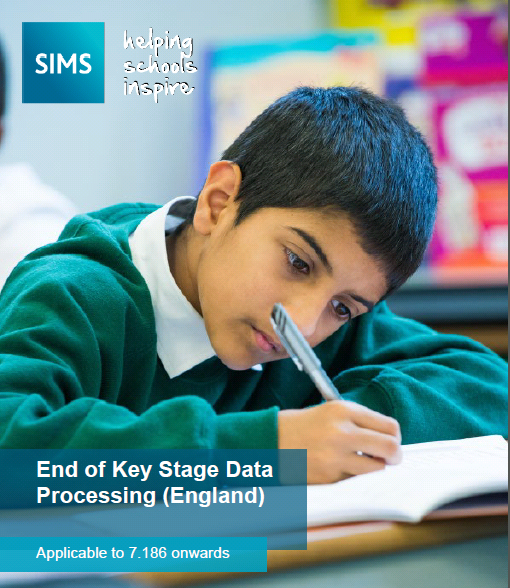 SIMS
helping
schools
inspire
End of Key Stage Data
Processing (England)
Applicable to 7.186 onwards